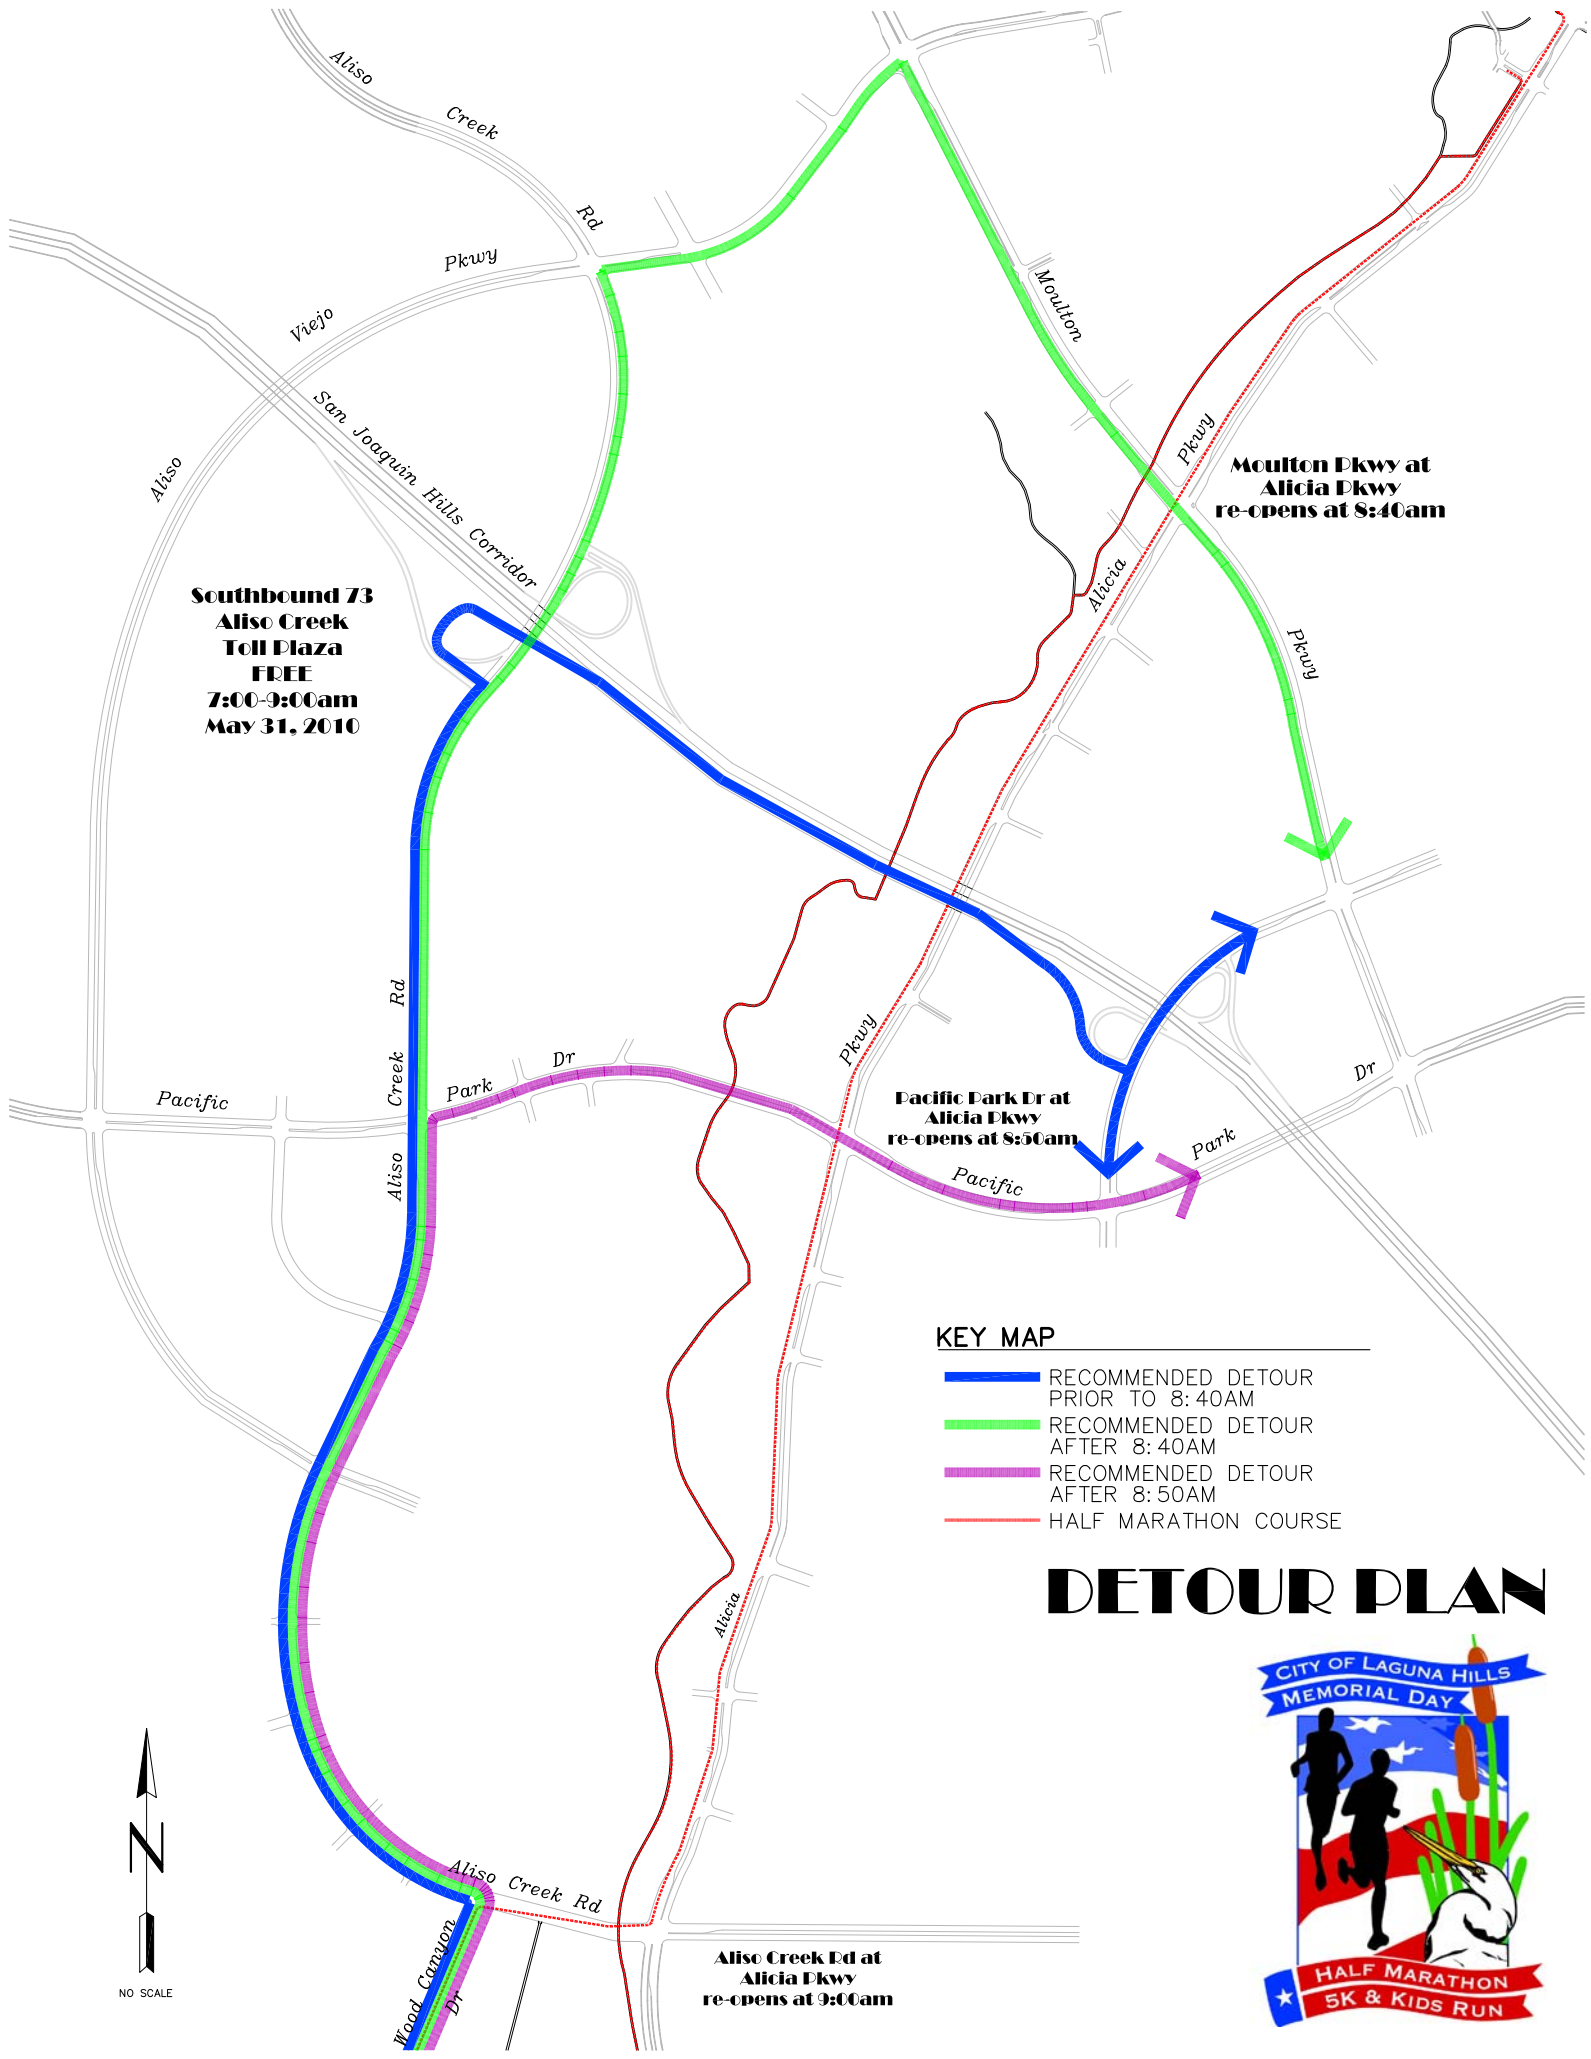 Aliso
Creek
Rd
Pkwy
Viejo
Aliso
San Joaquin Hills Corridor
Moulton
Pkwy
Moulton Pkwy at
Alicia Pkwy
re-opens at 8:40am
Alicia
Pkwy
Southbound 73
Aliso Creek
Toll Plaza
FREE
7:00-9:00am
May 31, 2010
Rd
Creek
Aliso
Pacific
Park
Dr
Pkwy
Pacific Park Dr at
Alicia Pkwy
re-opens at 8:50am
Pacific
Park
Dr
KEY MAP
RECOMMENDED DETOUR
PRIOR TO 8:40AM
RECOMMENDED DETOUR
AFTER 8:40AM
RECOMMENDED DETOUR
AFTER 8:50AM
HALF MARATHON COURSE
DETOUR PLAN
Alicia
CITY OF LAGUNA HILLS
MEMORIAL DAY
HALF MARATHON
5K & KIDS RUN
N
NO SCALE
Aliso Creek Rd
Wood Canyon
Dr
Aliso Creek Rd at
Alicia Pkwy
re-opens at 9:00am